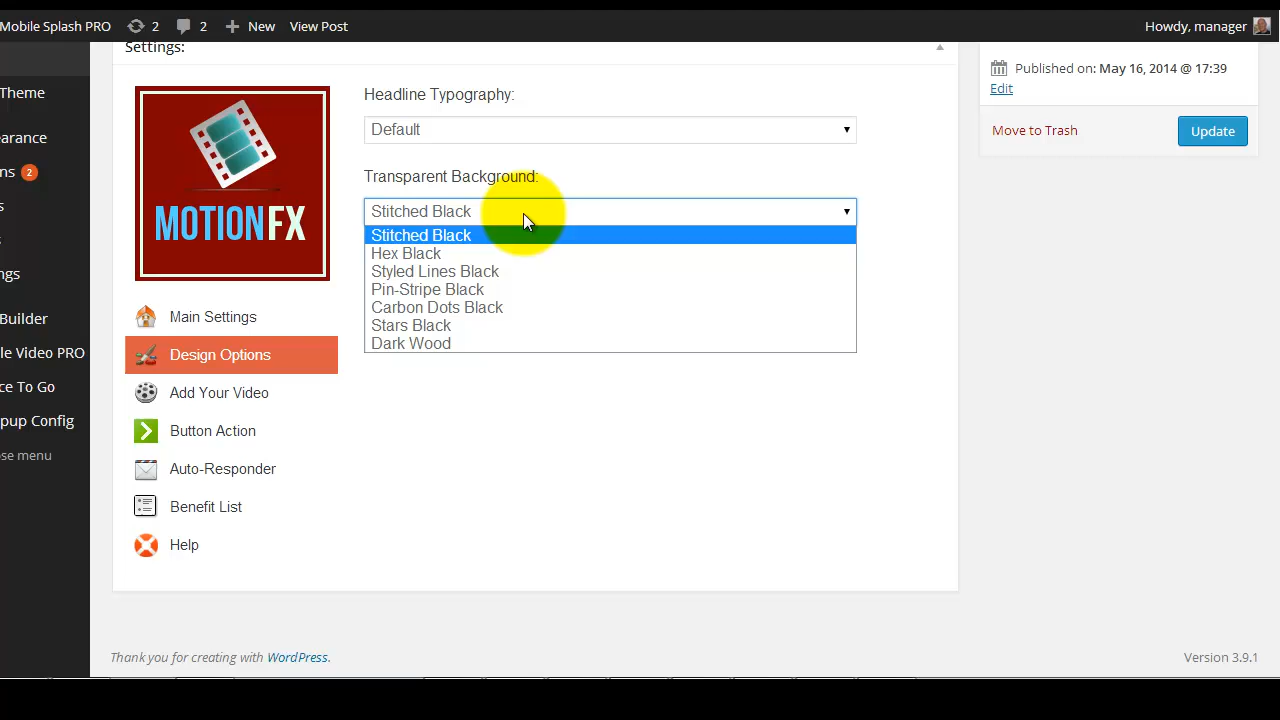 Mobile Splash PRO 2 2 New View Post Howdy, manager
Theme
earance
ns 2
s
ngs
Builder
le Video PRO
ce To Go
pup Config
se menu
Settings:
MOTIONFX
Main Settings
Design Options
Add Your Video
Button Action
Auto-Responder
Benefit List
Help
Headline Typography:
Default
Transparent Background:
Stitched Black
Stitched Black
Hex Black
Styled Lines Black
Pin-Stripe Black
Carbon Dots Black
Stars Black
Dark Wood
Published on: May 16, 2014 @ 17:39
Edit
Move to Trash Update
Thank you for creating with WordPress. Version 3.9.1